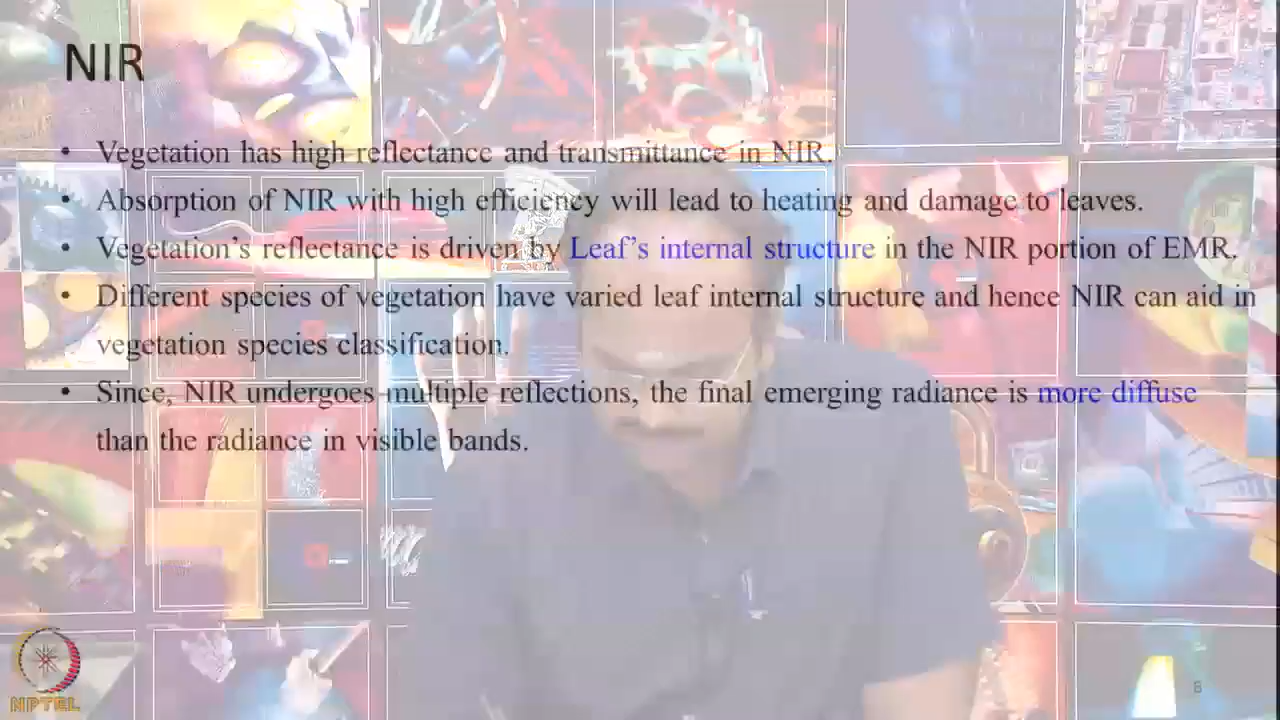 NIR
• Vegetation has high reflectance and transmittance in NIR.
• Absorption of NIR with high efficiency will lead to heating and damage to leaves.
• Vegetation's reflectance is driven by Leaf's internal structure in the NIR portion of EMR.
• Different species of vegetation have varied leaf internal structure and hence NIR can aid in
vegetation species classification.
• Since, NIR undergoes multiple reflections, the final emerging radiance is more diffuse
than the radiance in visible bands.
6
NPTEL